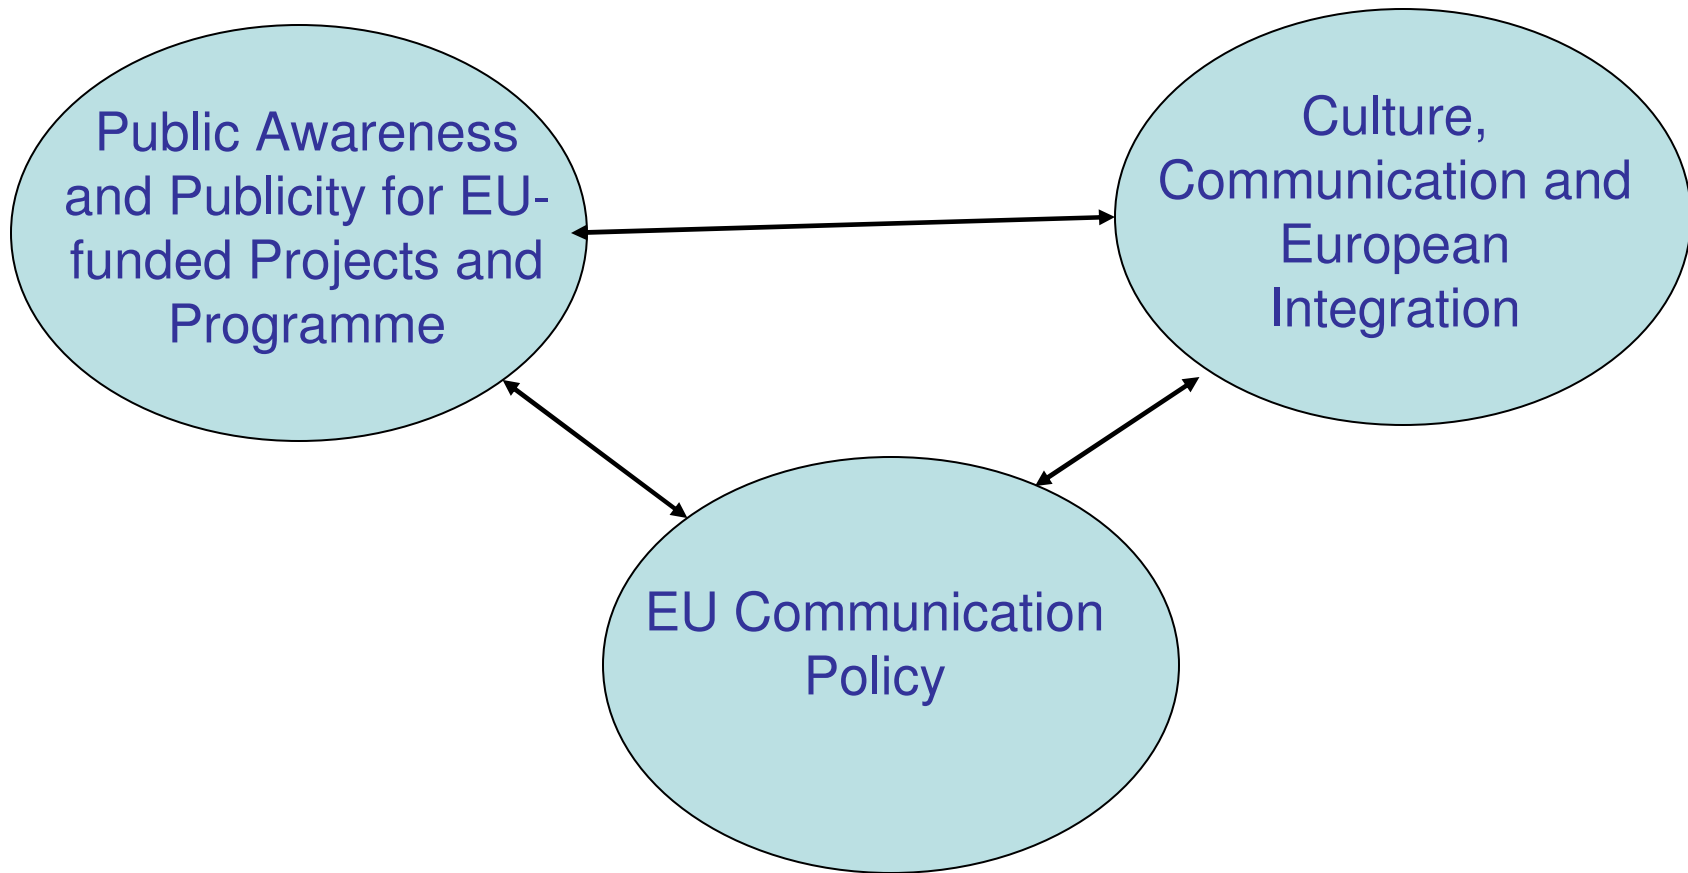 Public Awareness
and Publicity for EU-
funded Projects and
Programme
Culture,
Communication and
European
Integration
EU Communication
Policy